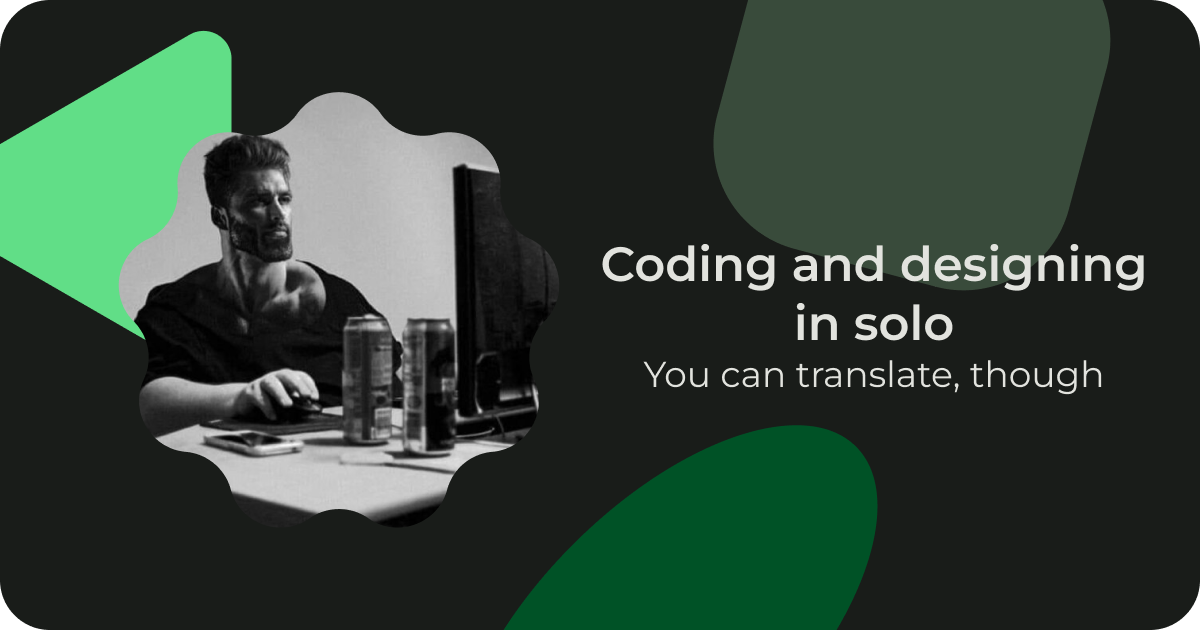 Coding and designing
in solo
You can translate, though